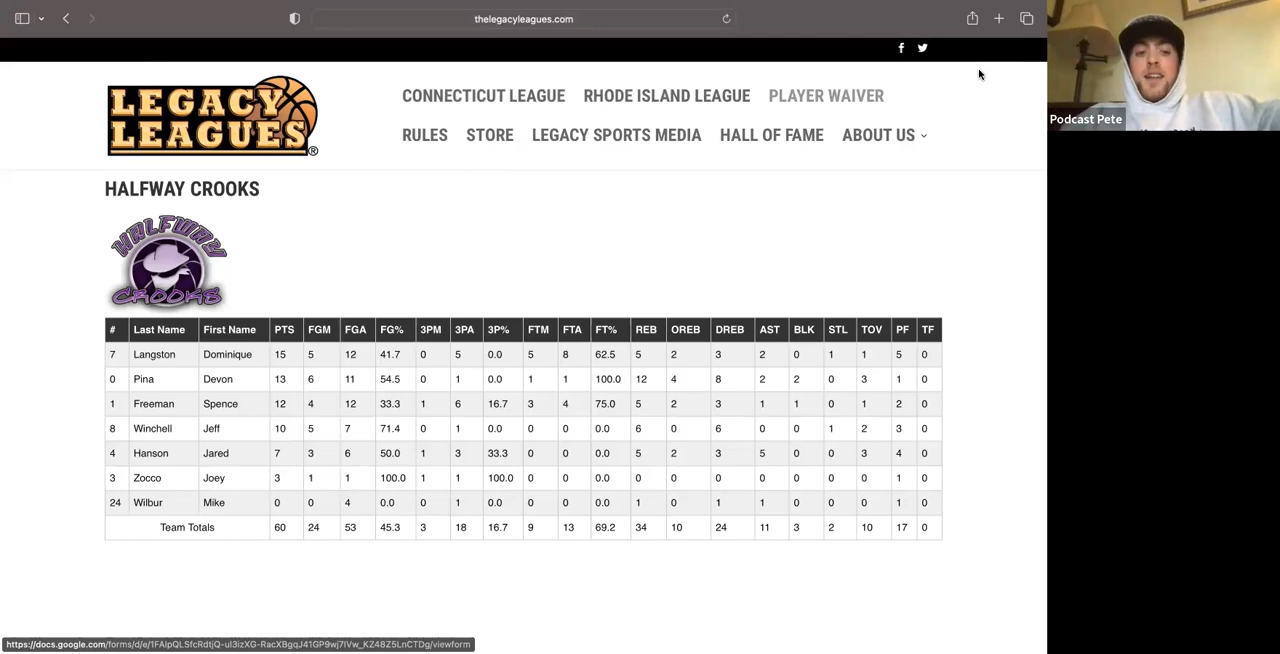 thelegacyleagues.com
LEGACY LEAGUES ®
CONNECTICUT LEAGUE RHODE ISLAND LEAGUE PLAYER WAIVER
RULES STORE LEGACY SPORTS MEDIA HALL OF FAME ABOUT US
Podcast Pete
HALFWAY CROOKS
HALFWAY
CROOKS
# Last Name First Name PTS FGM FGA FG% 3PM 3PA 3P% FTM FTA FT% REB OREB DREB AST BLK STL TOV PF TF
7 Langston Dominique 15 5 12 41.7 0 5 0.0 5 8 62.5 5 2 3 2 0 1 1 5 0
0 Pina Devon 13 6 11 54.5 0 1 0.0 1 1 100.0 12 4 8 2 2 0 3 1 0
1 Freeman Spence 12 4 12 33.3 1 6 16.7 3 4 75.0 5 2 3 1 1 0 1 2 0
8 Winchell Jeff 10 5 7 71.4 0 1 0.0 0 0 0.0 6 0 6 0 0 1 2 3 0
4 Hanson Jared 7 3 6 50.0 1 3 33.3 0 0 0.0 5 2 3 5 0 0 3 4 0
3 Zocco Joey 3 1 1 100.0 1 1 100.0 0 0 0.0 0 0 0 0 0 0 0 1 0
24 Wilbur Mike 0 0 4 0.0 0 1 0.0 0 0 0.0 1 0 1 1 0 0 0 1 0
Team Totals 60 24 53 45.3 3 18 16.7 9 13 69.2 34 10 24 11 3 2 10 17 0